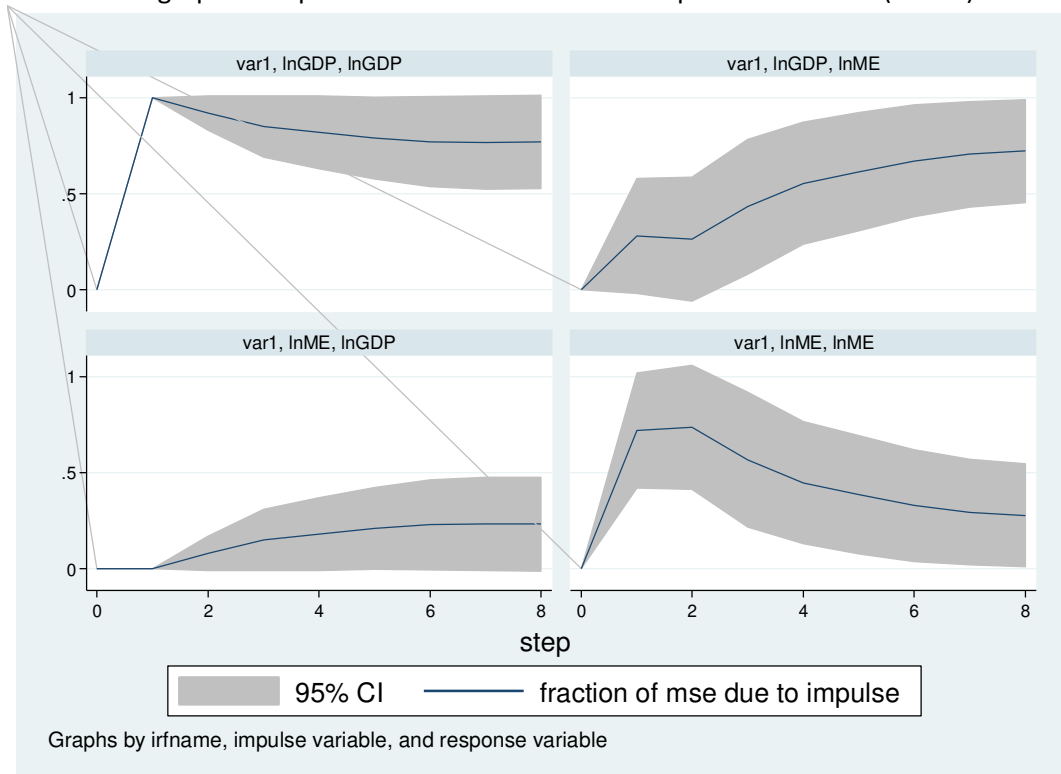 var1, lnGDP, lnGDP
var1, lnGDP, lnME
1
.5
0
var1, lnME, lnGDP
var1, lnME, lnME
1
.5
0
0 2 4 6 8
0 2 4 6 8
step
95% CI
fraction of mse due to impulse
Graphs by irfname, impulse variable, and response variable